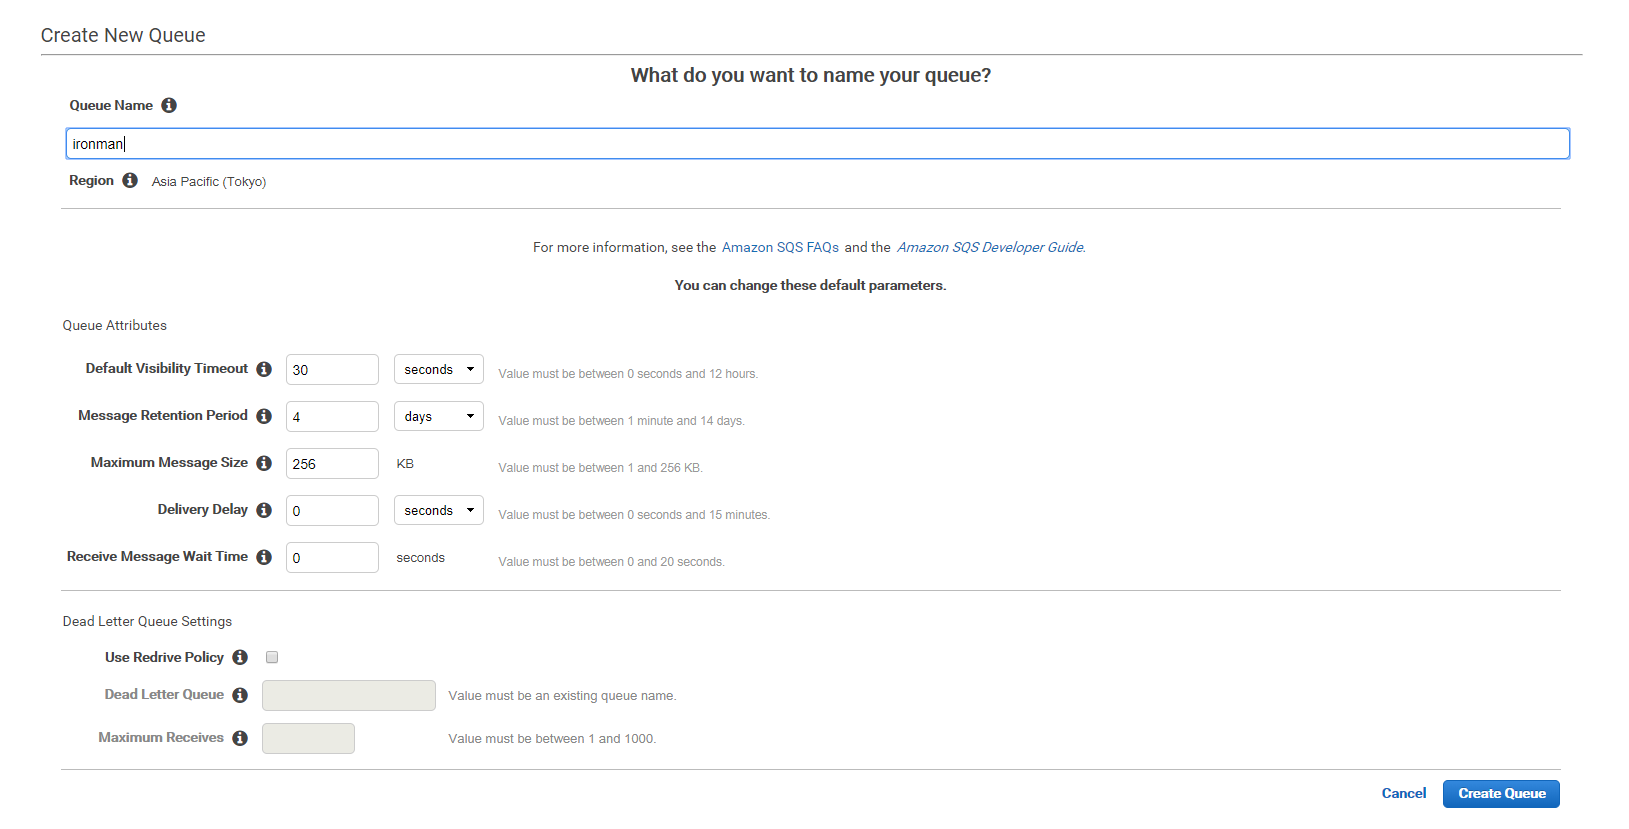 Create New Queue
What do you want to name your queue?
Queue Name
ironman
Region Asia Pacific (Tokyo)
For more information, see the Amazon SQS FAQs and the Amazon SQS Developer Guide.
You can change these default parameters.
Queue Attributes
Default Visibility Timeout 30 seconds Value must be between 0 seconds and 12 hours.
Message Retention Period 4 days Value must be between 1 minute and 14 days.
Maximum Message Size 256 KB Value must be between 1 and 256 KB.
Delivery Delay 0 seconds Value must be between 0 seconds and 15 minutes.
Receive Message Wait Time 0 seconds Value must be between 0 and 20 seconds.
Dead Letter Queue Settings
Use Redrive Policy
Dead Letter Queue Value must be an existing queue name.
Maximum Receives Value must be between 1 and 1000.
Cancel Create Queue